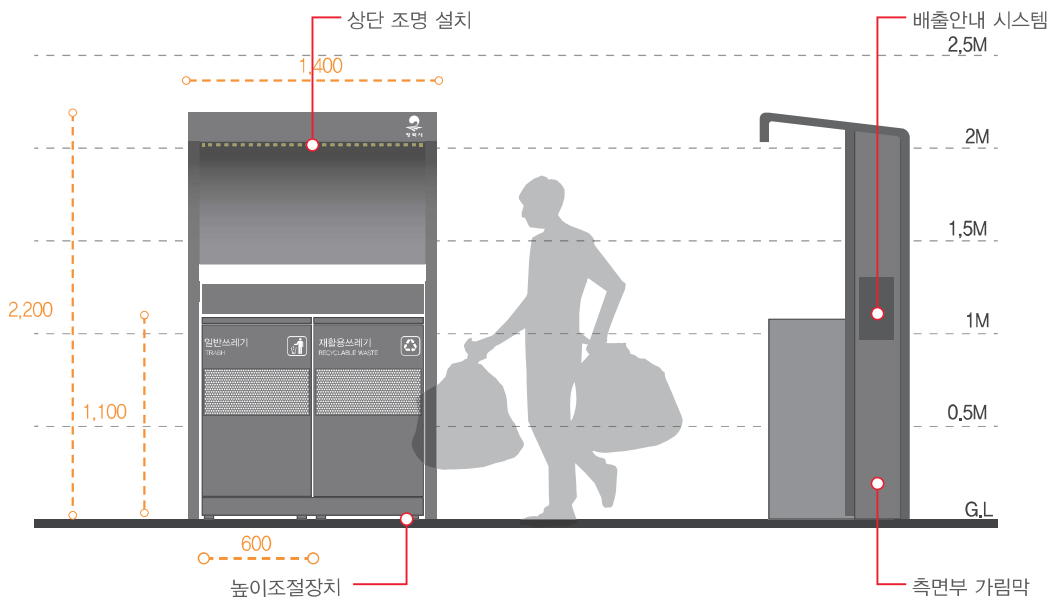 상단 조명 설치
배출안내 시스템
2,5M
1,400
2M
1,5M
2,200
1M
일반쓰레기
TRASH
재활용쓰레기
RECYCLABLE WASTE
1,100
0.5M
G.L
600
높이조절장치
측면부 가림막